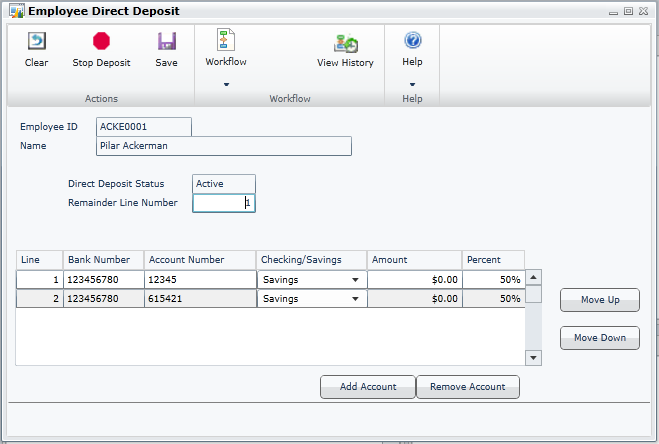 Employee Direct Deposit
Clear Stop Deposit Save Workflow View History Help
Actions Workflow Help
Employee ID ACKE0001
Name Pilar Ackerman
Direct Deposit Status Active
Remainder Line Number 1
Line Bank Number Account Number Checking/Savings Amount Percent
1 123456780 12345 Savings $0.00 50%
2 123456780 615421 Savings $0.00 50%
Move Up
Move Down
Add Account Remove Account